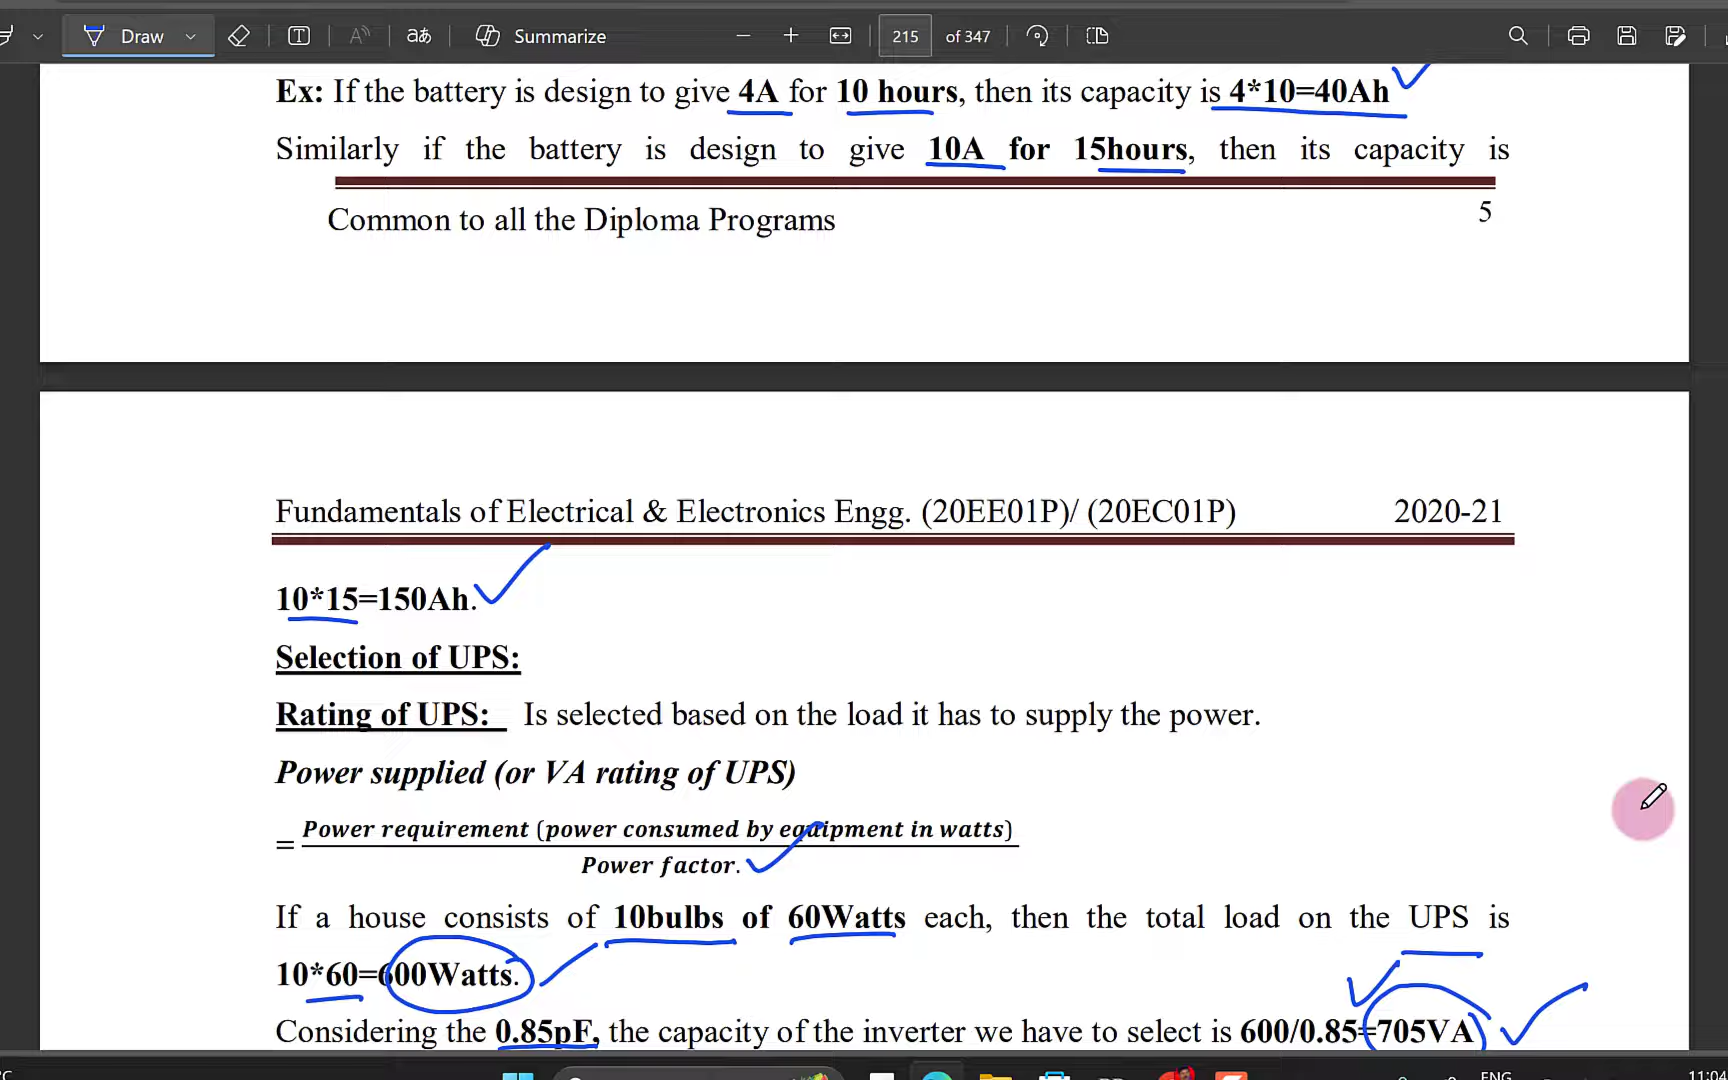 Draw
Summarize
215 of 347
Ex: If the battery is design to give 4A for 10 hours, then its capacity is 4*10=40Ah
Similarly if the battery is design to give 10A for 15hours, then its capacity is
Common to all the Diploma Programs
5
Fundamentals of Electrical & Electronics Engg. (20EE01P)/ (20EC01P) 2020-21
10*15=150Ah.
Selection of UPS:
Rating of UPS: Is selected based on the load it has to supply the power.
Power supplied (or VA rating of UPS)
= Power requirement (power consumed by equipment in watts)
Power factor.
If a house consists of 10bulbs of 60Watts each, then the total load on the UPS is
10*60=600Watts.
Considering the 0.85pF, the capacity of the inverter we have to select is 600/0.85=705VA
ENG
11:04